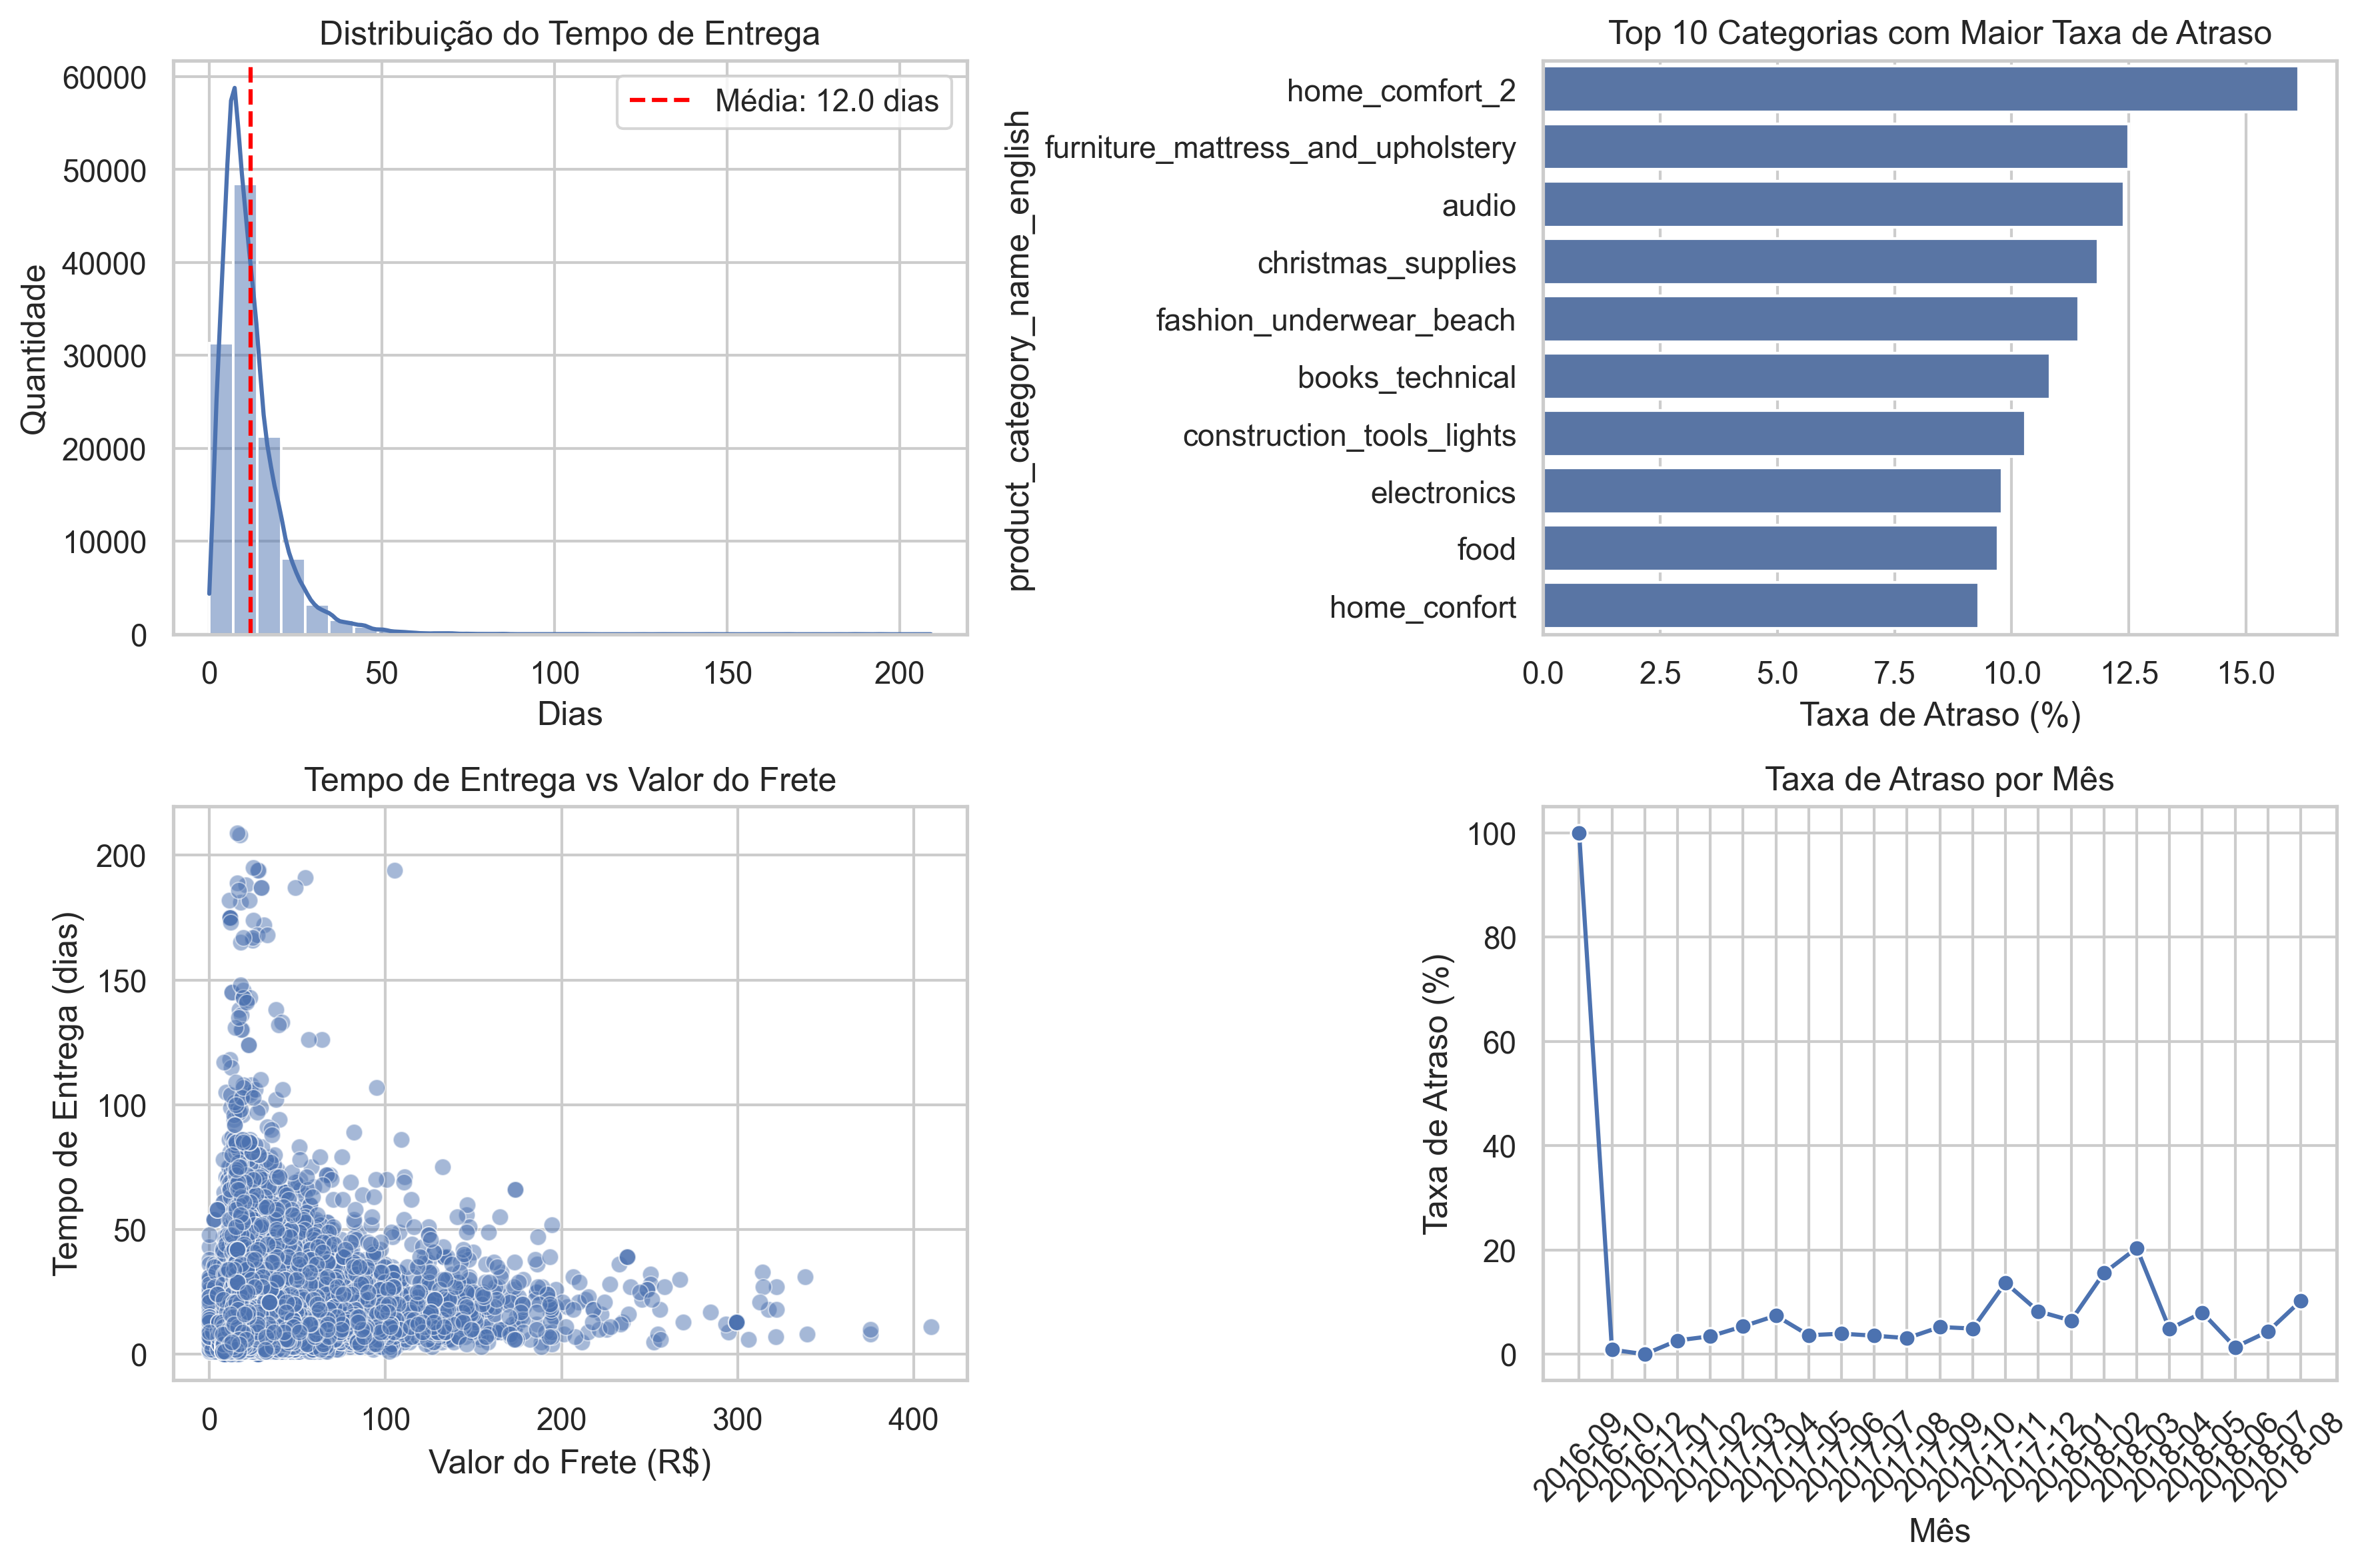 Distribuição do Tempo de Entrega
60000
50000
40000
30000
20000
10000
0
Quantidade
Média: 12.0 dias
0 50 100 150 200
Dias
Top 10 Categorias com Maior Taxa de Atraso
product_category_name_english
home_comfort_2
furniture_mattress_and_upholstery
audio
christmas_supplies
fashion_underwear_beach
books_technical
construction_tools_lights
electronics
food
home_confort
0.0 2.5 5.0 7.5 10.0 12.5 15.0
Taxa de Atraso (%)
Tempo de Entrega vs Valor do Frete
200
150
100
50
0
Tempo de Entrega (dias)
0 100 200 300 400
Valor do Frete (R$)
Taxa de Atraso por Mês
100
80
60
40
20
0
Taxa de Atraso (%)
2016-09
2016-10
2016-12
2017-01
2017-02
2017-03
2017-04
2017-05
2017-06
2017-07
2017-08
2017-09
2017-10
2017-11
2017-12
2018-01
2018-02
2018-03
2018-04
2018-05
2018-06
2018-07
2018-08
Mês